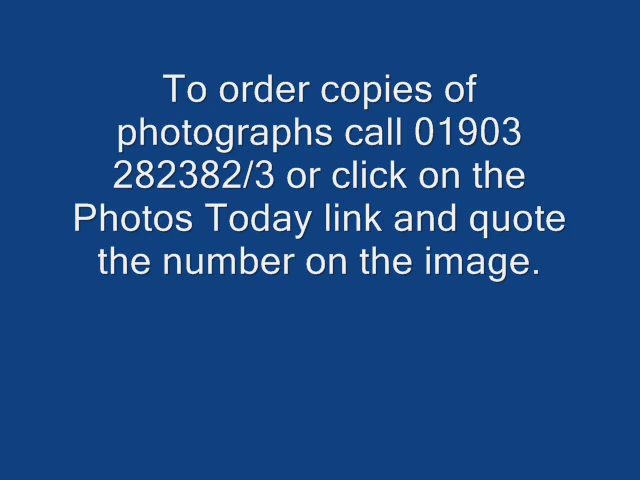 To order copies of
photographs call 01903
282382/3 or click on the
Photos Today link and quote
the number on the image.